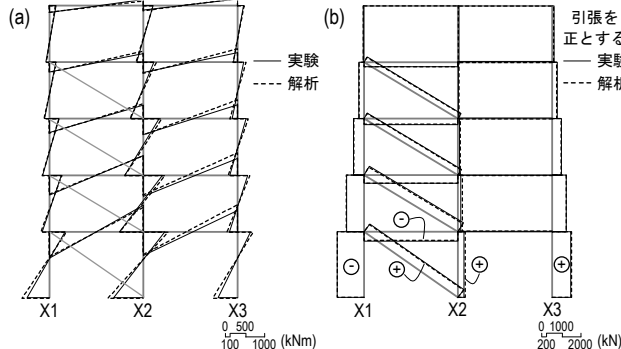 (a)
実験
解析
X1 X2 X3
0 500
100 1000 (kNm)
(b)
引張を
正とする
実験
解析
-
+
+
-
+
X1 X2 X3
0 1000
200 2000 (kN)